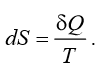 dS = δQ / T .